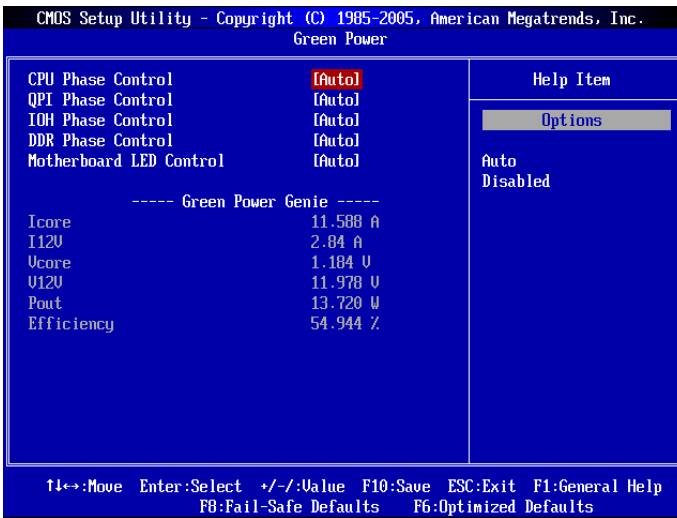 CMOS Setup Utility - Copyright (C) 1985-2005, American Megatrends, Inc.
Green Power
CPU Phase Control [Auto]
QPI Phase Control [Auto]
IOH Phase Control [Auto]
DDR Phase Control [Auto]
Motherboard LED Control [Auto]
----- Green Power Genie -----
Icore 11.588 A
I12V 2.84 A
Vcore 1.184 V
V12V 11.978 V
Pout 13.720 W
Efficiency 54.944 %
Help Item
Options
Auto
Disabled
↑↓←→:Move Enter:Select +/-/:Value F10:Save ESC:Exit F1:General Help
F8:Fail-Safe Defaults F6:Optimized Defaults